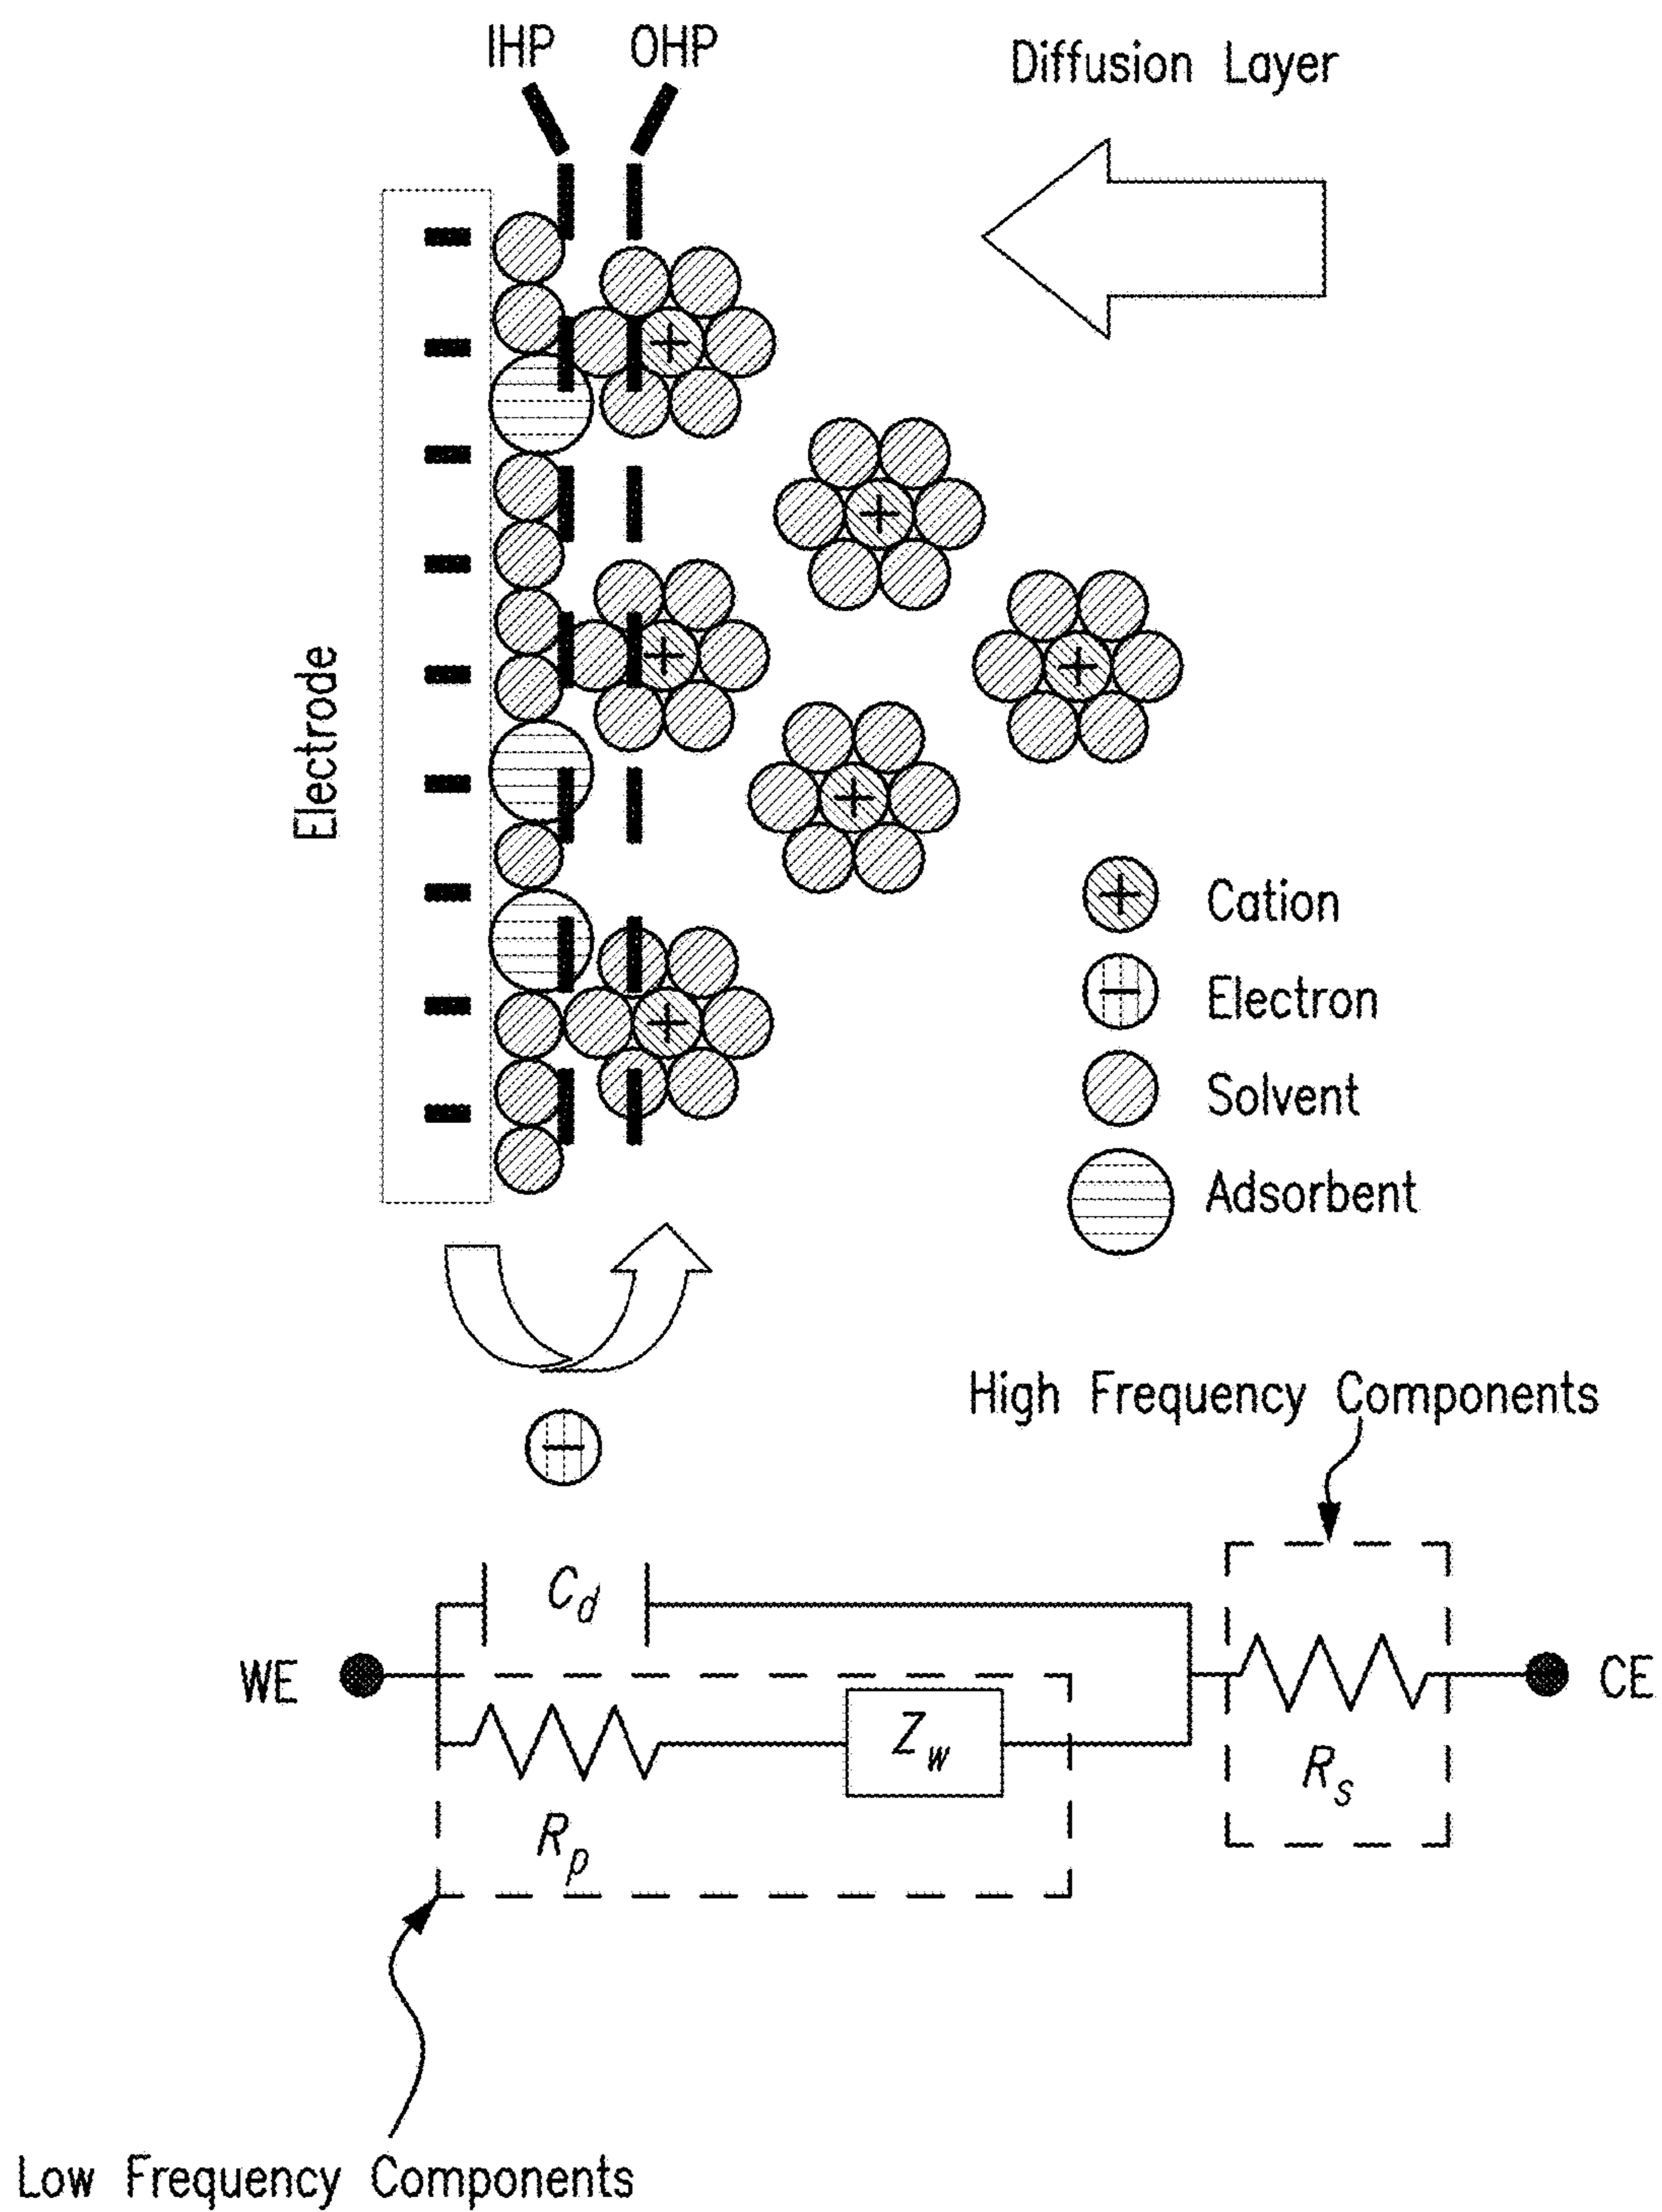 IHP OHP
Diffusion Layer
Electrode
+ Cation
− Electron
Solvent
Adsorbent
High Frequency Components
C_d
WE
CE
Z_w
R_s
R_p
Low Frequency Components